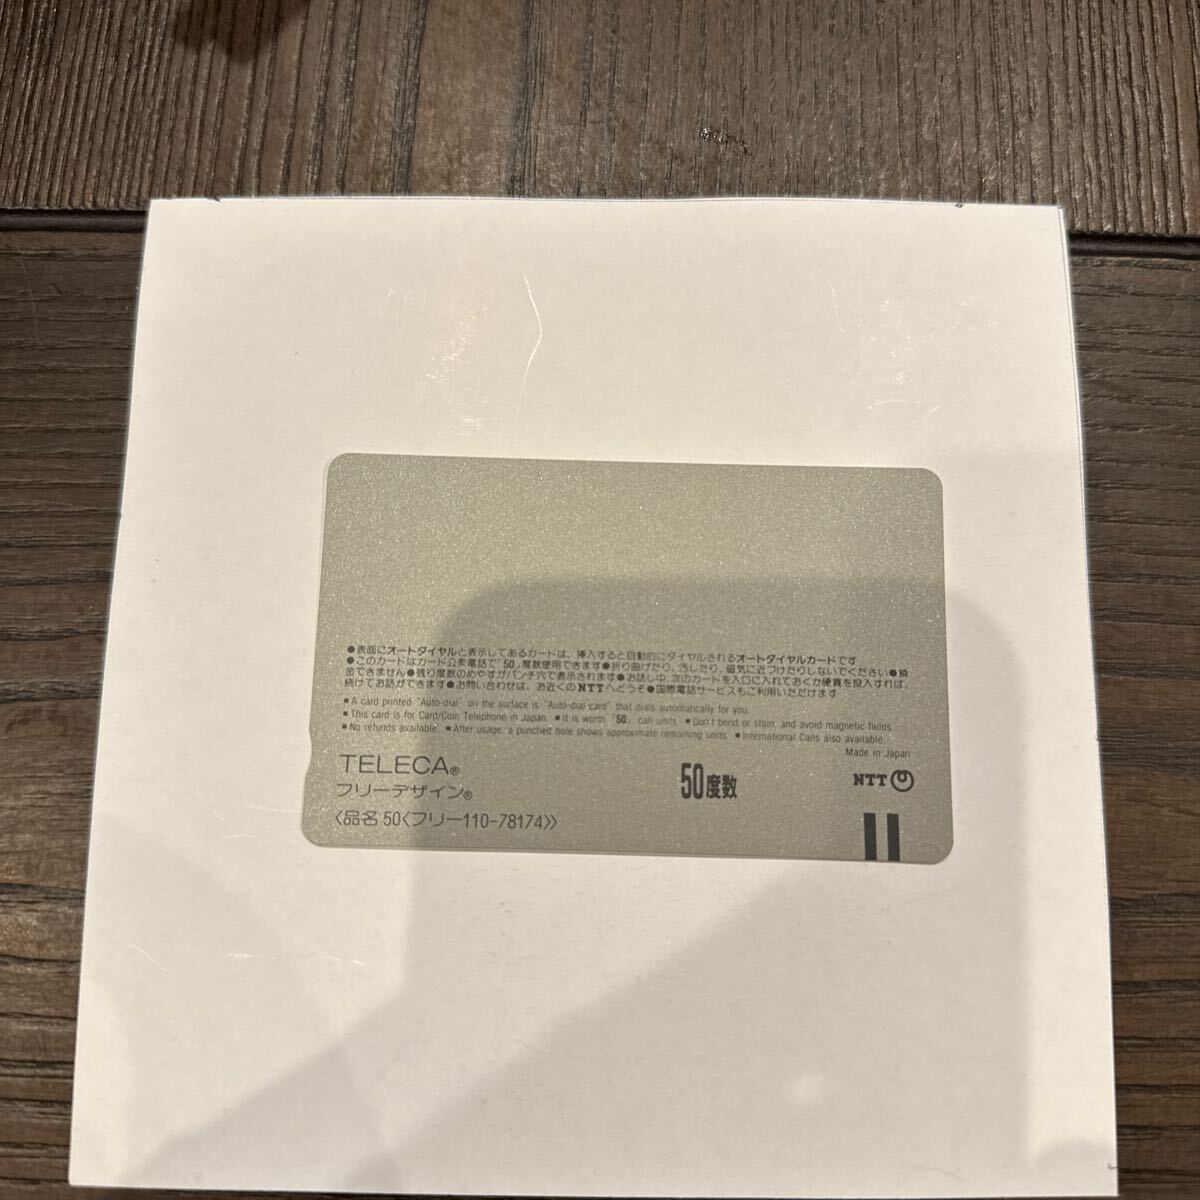 ●表面にオートダイヤルと表示してあるカードは、挿入すると自動的にダイヤルされるオートダイヤルカードです
●このカードはカード公衆電話で「50」度数使用できます●折り曲げたり、汚したり、磁気に近づけたりしないでください●換
金できません●残り度数のめやすがパンチ穴で表示されます●お話し中、次のカードを入口に入れておくか硬貨を投入すれば、
続けてお話ができます●お問い合わせは、お近くのNTTへどうぞ●国際電話サービスもご利用いただけます
■A card printed "Auto-dial" on the surface is "Auto-dial card" that dials automatically for you.
■This card is for Card/Coin Telephone in Japan. ■It is worth「50」call units. ■Don't bend or stain, and avoid magnetic fields.
■No refunds available. ■After usage, a punched hole shows approximate remaining units. ■International Calls also available.
Made in Japan
TELECA®
フリーデザイン®
50度数
NTT
〈品名 50〈フリー110-78174〉〉